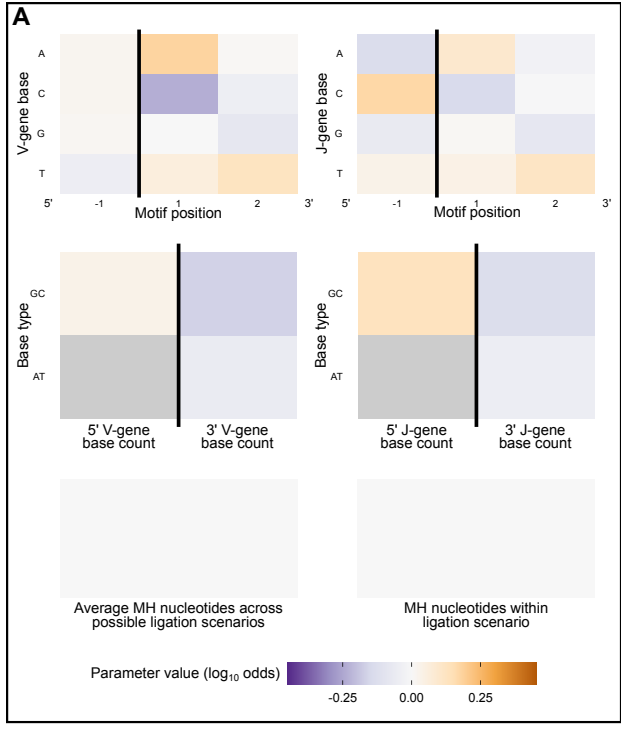 A
V-gene base
A
C
G
T
5'
-1
1
2
3'
Motif position
J-gene base
A
C
G
T
5'
-1
1
2
3'
Motif position
Base type
GC
AT
5' V-gene
base count
3' V-gene
base count
Base type
GC
AT
5' J-gene
base count
3' J-gene
base count
Average MH nucleotides across
possible ligation scenarios
MH nucleotides within
ligation scenario
Parameter value (log₁₀ odds)
-0.25
0.00
0.25